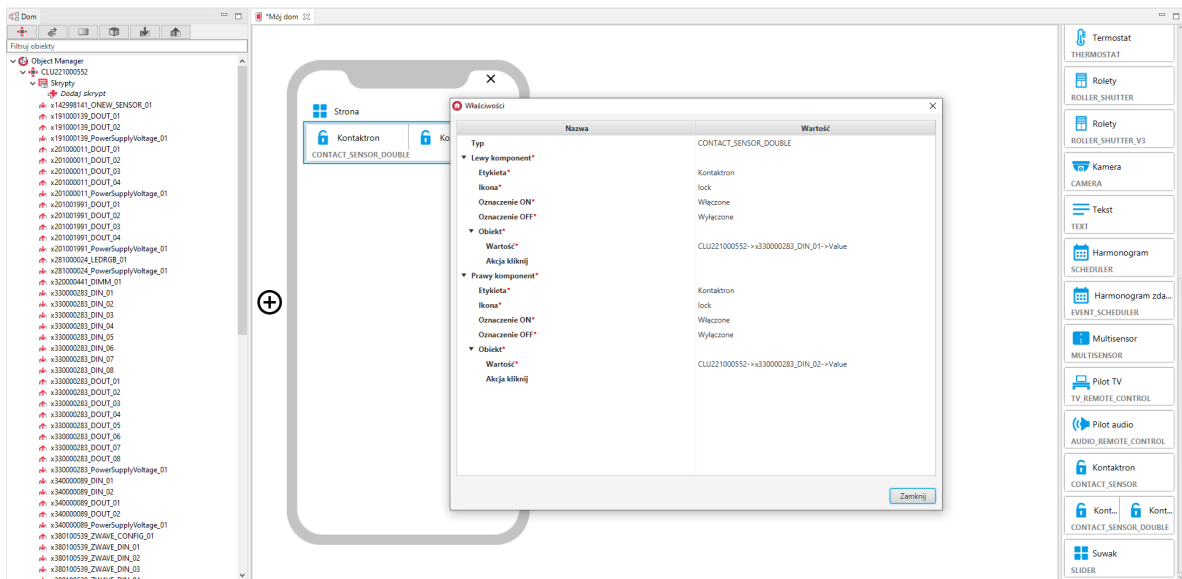 Dom
*Mój dom
Filtruj obiekty
Object Manager
CLU221000552
Skrypty
Dodaj skrypt
x142998141_ONEW_SENSOR_01
x191000139_DOUT_01
x191000139_DOUT_02
x191000139_PowerSupplyVoltage_01
x201000011_DOUT_01
x201000011_DOUT_02
x201000011_DOUT_03
x201000011_DOUT_04
x201000011_PowerSupplyVoltage_01
x201001991_DOUT_01
x201001991_DOUT_02
x201001991_DOUT_03
x201001991_DOUT_04
x201001991_PowerSupplyVoltage_01
x281000024_LEDRGB_01
x281000024_PowerSupplyVoltage_01
x320000441_DIMM_01
x330000283_DIN_01
x330000283_DIN_02
x330000283_DIN_03
x330000283_DIN_04
x330000283_DIN_05
x330000283_DIN_06
x330000283_DIN_07
x330000283_DIN_08
x330000283_DOUT_01
x330000283_DOUT_02
x330000283_DOUT_03
x330000283_DOUT_04
x330000283_DOUT_05
x330000283_DOUT_06
x330000283_DOUT_07
x330000283_DOUT_08
x330000283_PowerSupplyVoltage_01
x340000089_DIN_01
x340000089_DIN_02
x340000089_DOUT_01
x340000089_DOUT_02
x340000089_PowerSupplyVoltage_01
x380100539_ZWAVE_CONFIG_01
x380100539_ZWAVE_DIN_01
x380100539_ZWAVE_DIN_02
x380100539_ZWAVE_DIN_03
Strona
Kontaktron Ko
CONTACT_SENSOR_DOUBLE
Właściwości
Nazwa Wartość
Typ CONTACT_SENSOR_DOUBLE
Lewy komponent*
Etykieta* Kontaktron
Ikona* lock
Oznaczenie ON* Włączone
Oznaczenie OFF* Wyłączone
Obiekt*
Wartość* CLU221000552->x330000283_DIN_01->Value
Akcja kliknij
Prawy komponent*
Etykieta* Kontaktron
Ikona* lock
Oznaczenie ON* Włączone
Oznaczenie OFF* Wyłączone
Obiekt*
Wartość* CLU221000552->x330000283_DIN_02->Value
Akcja kliknij
Zamknij
Termostat
THERMOSTAT
Rolety
ROLLER_SHUTTER
Rolety
ROLLER_SHUTTER_V3
Kamera
CAMERA
Tekst
TEXT
Harmonogram
SCHEDULER
Harmonogram zda...
EVENT_SCHEDULER
Multisensor
MULTISENSOR
Pilot TV
TV_REMOTE_CONTROL
Pilot audio
AUDIO_REMOTE_CONTROL
Kontaktron
CONTACT_SENSOR
Kont... Kont...
CONTACT_SENSOR_DOUBLE
Suwak
SLIDER